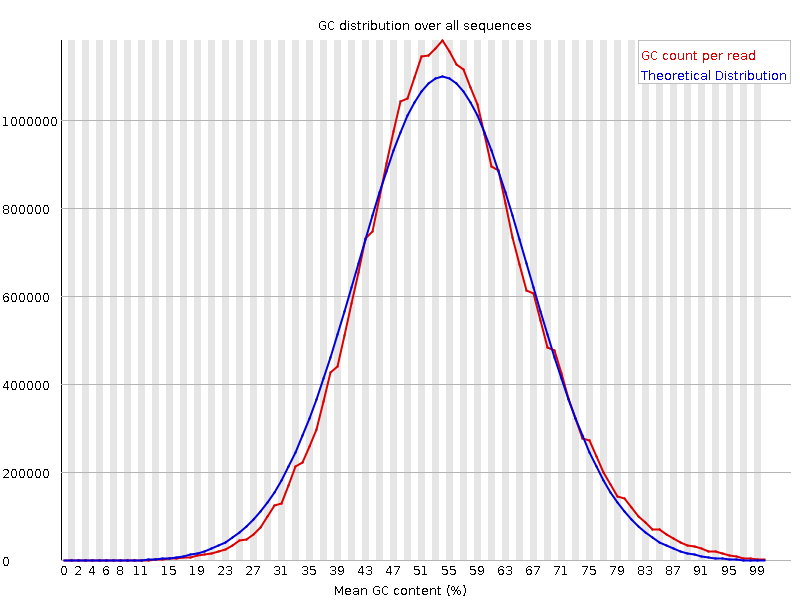 GC distribution over all sequences
GC count per read
Theoretical Distribution
1000000
800000
600000
400000
200000
0
0 2 4 6 8 11 15 19 23 27 31 35 39 43 47 51 55 59 63 67 71 75 79 83 87 91 95 99
Mean GC content (%)